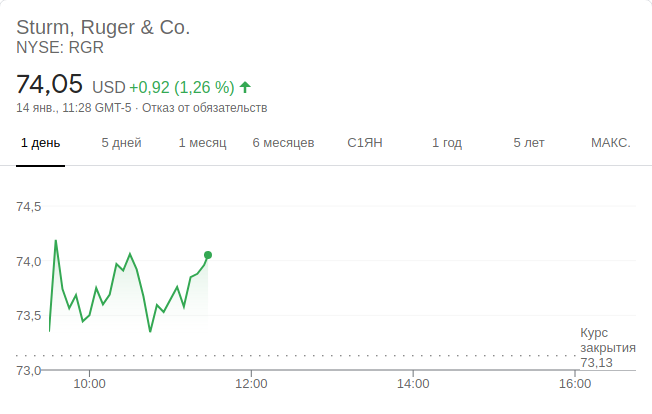 Sturm, Ruger & Co.
NYSE: RGR
74,05 USD +0,92 (1,26 %)
14 янв., 11:28 GMT-5 · Отказ от обязательств
1 день 5 дней 1 месяц 6 месяцев С1ЯН 1 год 5 лет МАКС.
74,5
74,0
73,5
Курс
закрытия
73,13
73,0
10:00 12:00 14:00 16:00